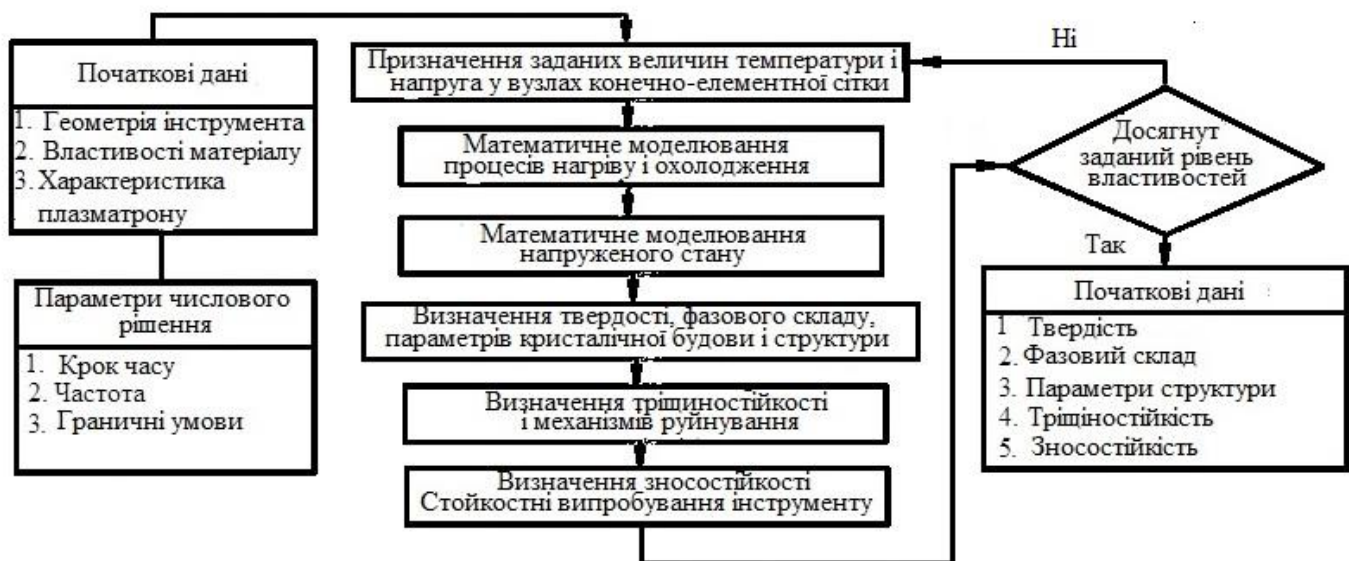 Початкові дані
1. Геометрія інструмента
2. Властивості матеріалу
3. Характеристика
плазматрону
Параметри числового
рішення
1. Крок часу
2. Частота
3. Граничні умови
Призначення заданих величин температури і
напруга у вузлах конечно-елементної сітки
Математичне моделювання
процесів нагріву і охолодження
Математичне моделювання
напруженого стану
Визначення твердості, фазового складу,
параметрів кристалічної будови і структури
Визначення тріщиностійкості
і механізмів руйнування
Визначення зносостійкості
Стойкостні випробування інструменту
Ні
Досягнут
заданий рівень
властивостей
Так
Початкові дані
1 Твердість
2. Фазовий склад
3. Параметри структури
4. Тріщіностійкість
5. Зносостійкість